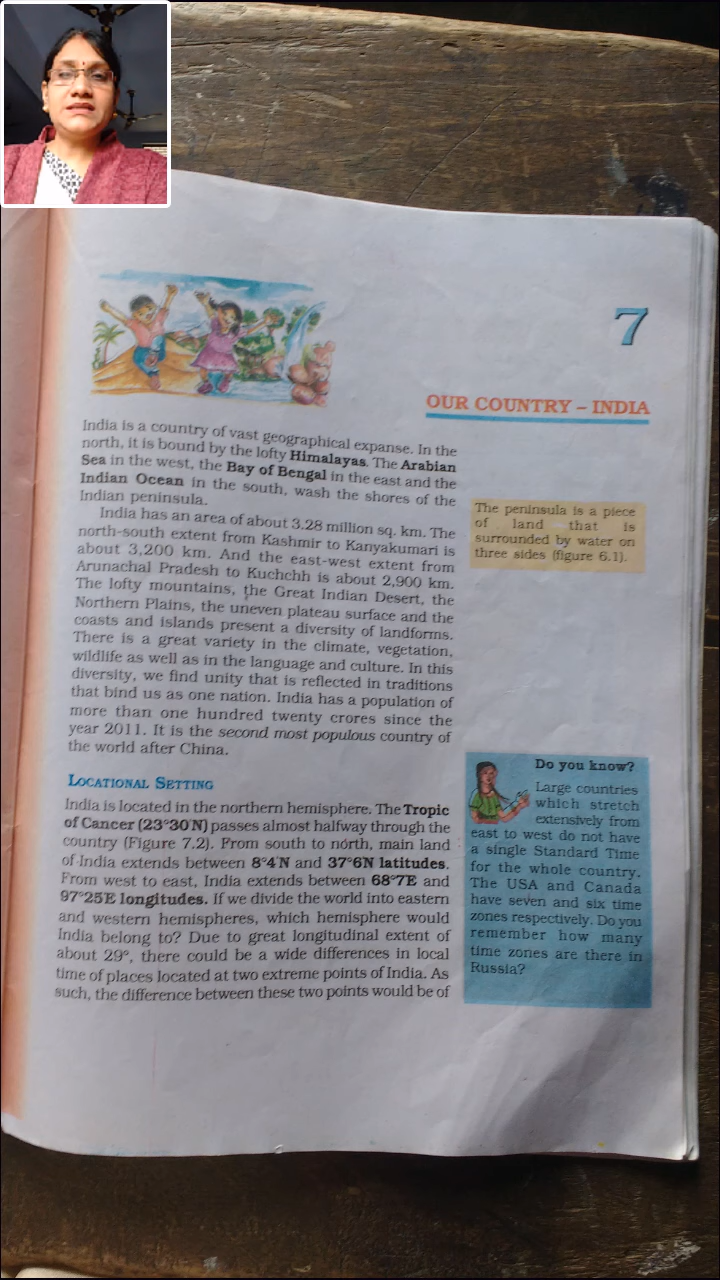 7
OUR COUNTRY – INDIA
India is a country of vast geographical expanse. In the
north, it is bound by the lofty Himalayas. The Arabian
Sea in the west, the Bay of Bengal in the east and the
Indian Ocean in the south, wash the shores of the
Indian peninsula.
India has an area of about 3.28 million sq. km. The
north-south extent from Kashmir to Kanyakumari is
about 3,200 km. And the east-west extent from
Arunachal Pradesh to Kuchchh is about 2,900 km.
The lofty mountains, the Great Indian Desert, the
Northern Plains, the uneven plateau surface and the
coasts and islands present a diversity of landforms.
There is a great variety in the climate, vegetation,
wildlife as well as in the language and culture. In this
diversity, we find unity that is reflected in traditions
that bind us as one nation. India has a population of
more than one hundred twenty crores since the
year 2011. It is the second most populous country of
the world after China.
The peninsula is a piece
of land that is
surrounded by water on
three sides (figure 6.1).
LOCATIONAL SETTING
India is located in the northern hemisphere. The Tropic
of Cancer (23°30'N) passes almost halfway through the
country (Figure 7.2). From south to north, main land
of India extends between 8°4'N and 37°6'N latitudes.
From west to east, India extends between 68°7'E and
97°25'E longitudes. If we divide the world into eastern
and western hemispheres, which hemisphere would
India belong to? Due to great longitudinal extent of
about 29°, there could be a wide differences in local
time of places located at two extreme points of India. As
such, the difference between these two points would be of
Do you know?
Large countries
which stretch
extensively from
east to west do not have
a single Standard Time
for the whole country.
The USA and Canada
have seven and six time
zones respectively. Do you
remember how many
time zones are there in
Russia?